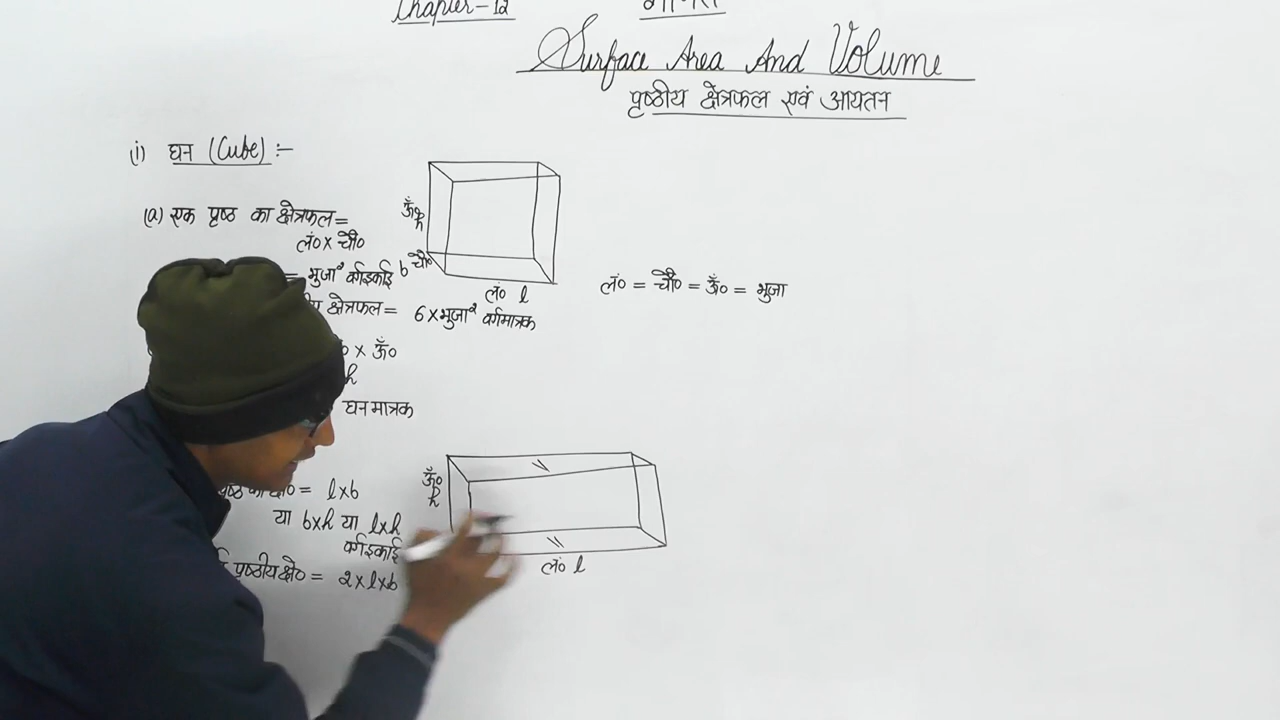 Chapter-12
गणित
Surface Area And Volume
पृष्ठीय क्षेत्रफल एवं आयतन
(i) घन (Cube) :-
(a) एक पृष्ठ का क्षेत्रफल =
लं० x चौ०
= भुजा² वर्गइकाई
क्षेत्रफल = 6 x भुजा² वर्गमात्रक
x ऊँ०
h
घन मात्रक
ऊँ०
h
b चौ०
लं० l
लं० = चौ० = ऊँ० = भुजा
= l x b
या b x h या l x h
वर्गइकाई
पृष्ठीय क्षे० = 2 x l x b
ऊँ०
h
लं० l